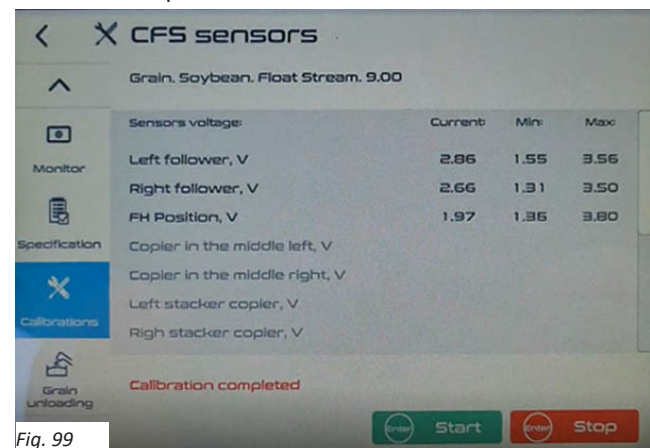 CFS sensors
Grain. Soybean. Float Stream. 9.00
Sensors voltage: Current: Min: Max:
Monitor
Left follower, V 2.86 1.55 3.56
Right follower, V 2.66 1.31 3.50
FH Position, V 1.97 1.36 3.80
Specification
Copier in the middle left, V
Copier in the middle right, V
Left stacker copier, V
Calibrations
Righ stacker copier, V
Grain
unloading
Calibration completed
Enter Start Enter Stop
Fig. 99